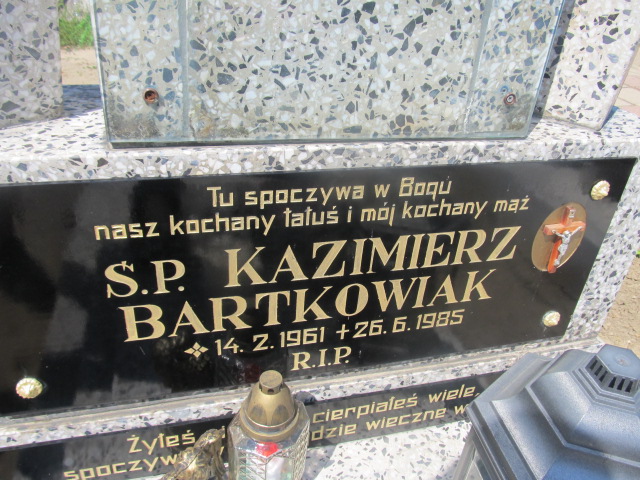 Tu spoczywa w Bogu
nasz kochany tatuś i mój kochany mąż
Ś.P. KAZIMIERZ
BARTKOWIAK
14. 2. 1961 + 26. 6. 1985
R.I.P.
Żyłeś cierpiałeś wiele
spoczywaj wieczne